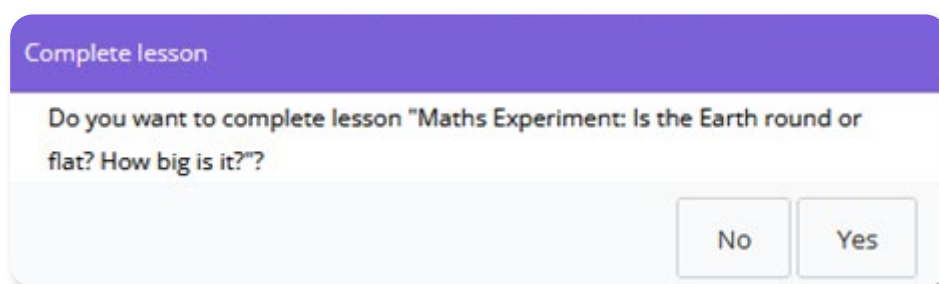 Complete lesson
Do you want to complete lesson "Maths Experiment: Is the Earth round or
flat? How big is it?"?
No Yes